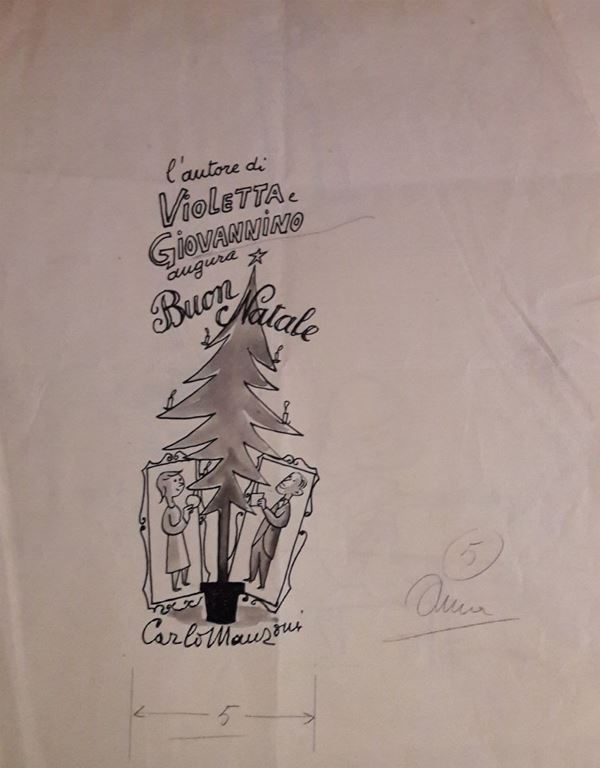 l'autore di
VIOLETTA e
GIOVANNINO
augura
Buon
Natale
Carlo Manzoni
5
5